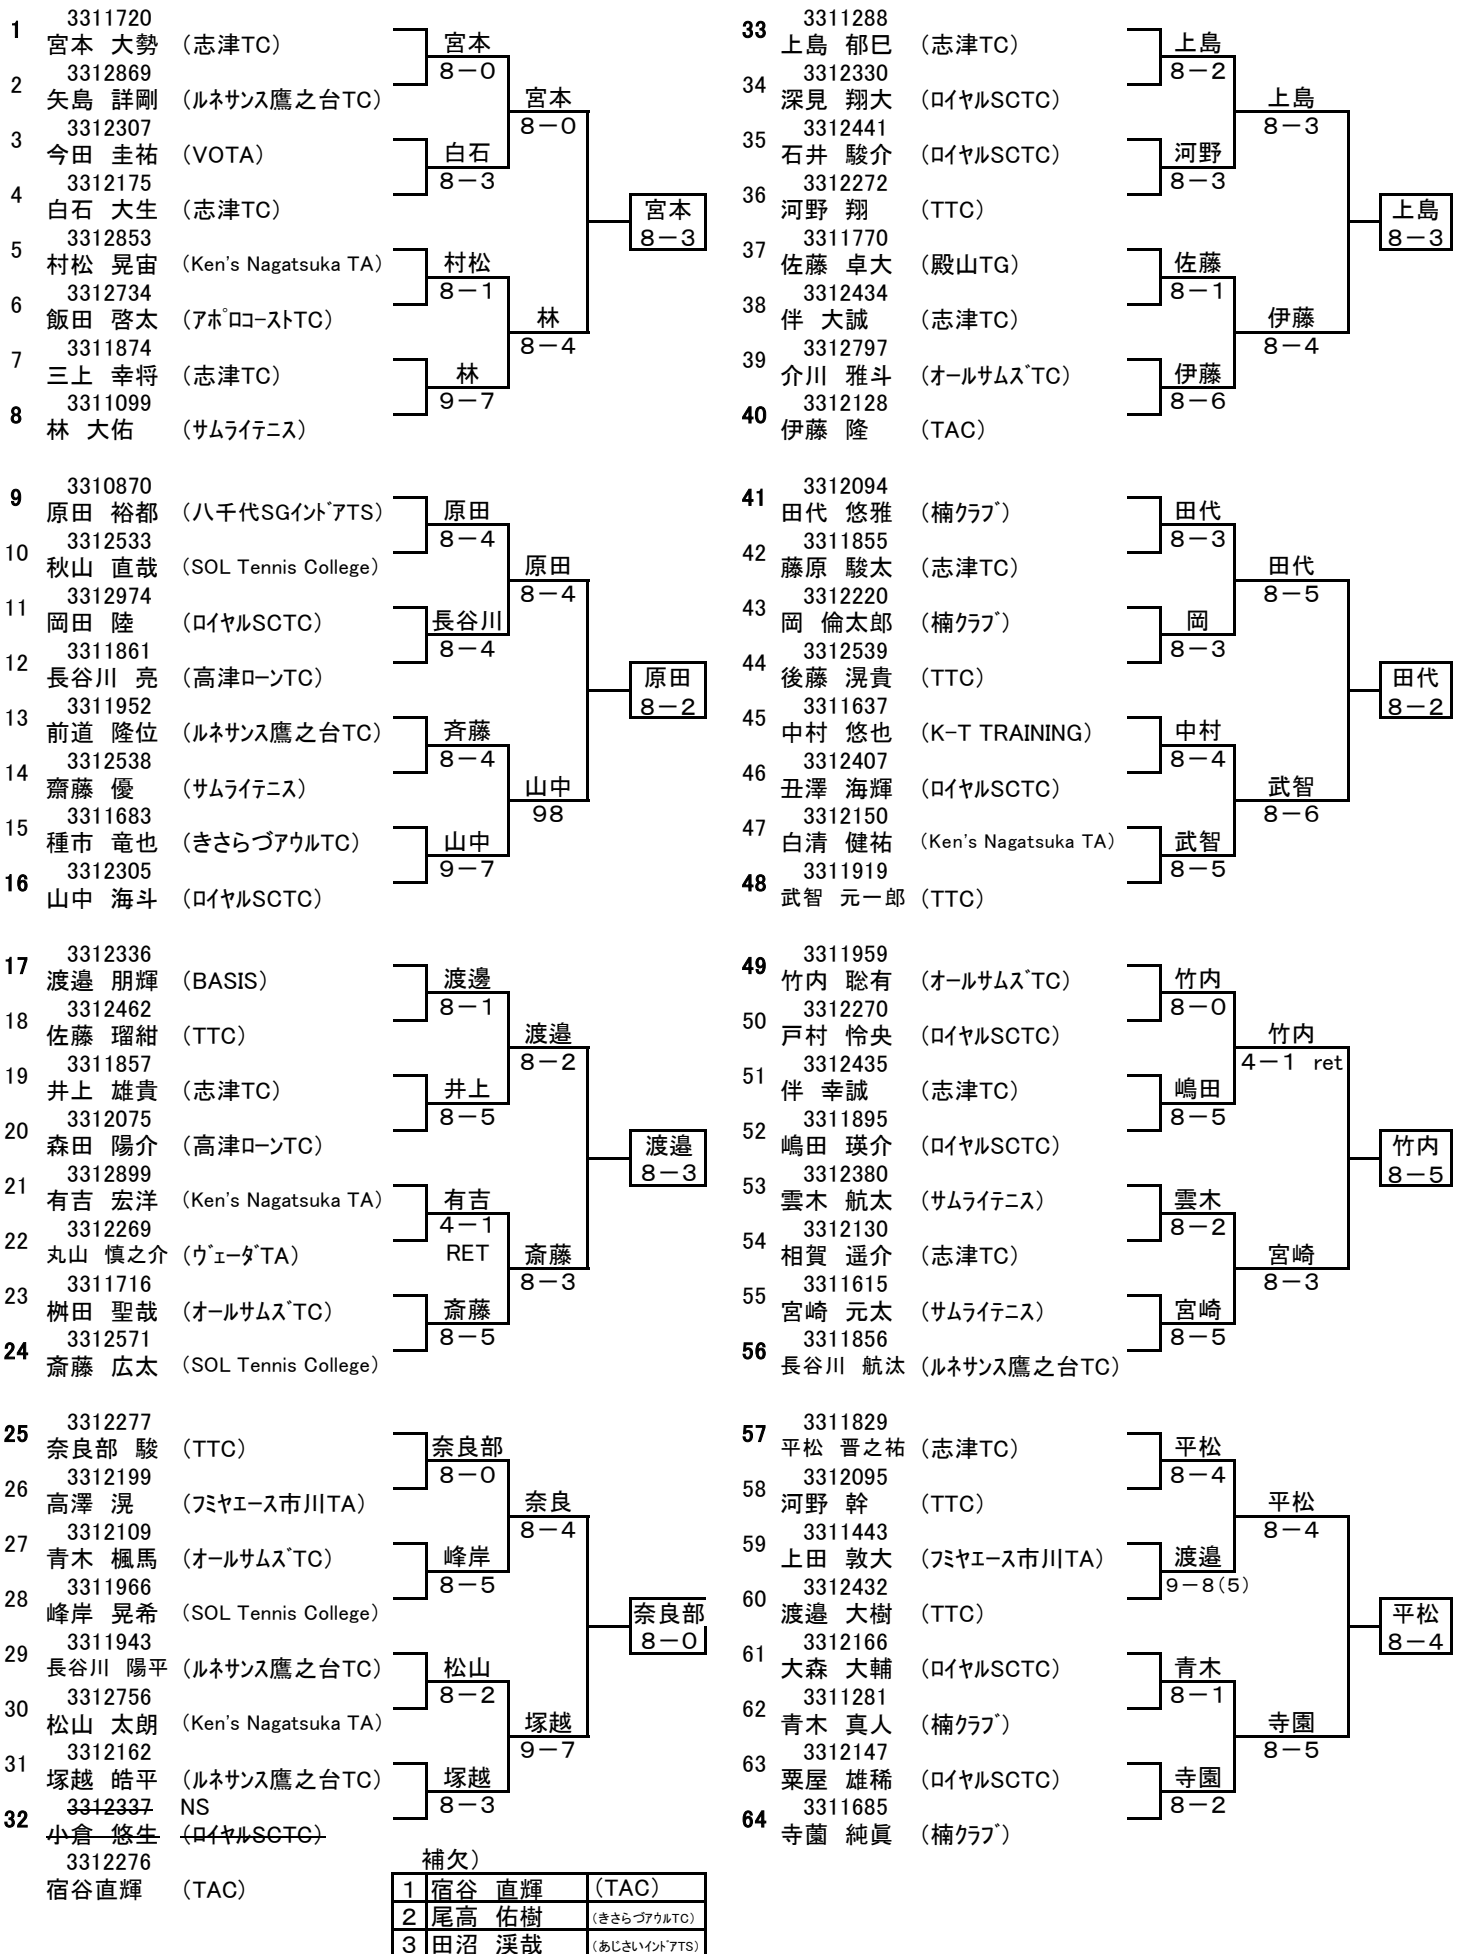 3311720
1 宮本 大勢 (志津TC)
3312869
2 矢島 詳剛 (ルネサンス鷹之台TC)
3312307
3 今田 圭祐 (VOTA)
3312175
4 白石 大生 (志津TC)
3312853
5 村松 晃宙 (Ken's Nagatsuka TA)
3312734
6 飯田 啓太 (アポロコーストTC)
3311874
7 三上 幸将 (志津TC)
3311099
8 林 大佑 (サムライテニス)
宮本
8-0
白石
8-3
村松
8-1
林
9-7
宮本
8-0
林
8-4
宮本
8-3
3310870
9 原田 裕都 (八千代SGインドアTS)
3312533
10 秋山 直哉 (SOL Tennis College)
3312974
11 岡田 陸 (ロイヤルSCTC)
3311861
12 長谷川 亮 (高津ローンTC)
3311952
13 前道 隆位 (ルネサンス鷹之台TC)
3312538
14 齋藤 優 (サムライテニス)
3311683
15 種市 竜也 (きさらづアウルTC)
3312305
16 山中 海斗 (ロイヤルSCTC)
原田
8-4
長谷川
8-4
斉藤
8-4
山中
9-7
原田
8-4
山中
98
原田
8-2
3312336
17 渡邉 朋輝 (BASIS)
3312462
18 佐藤 瑠紺 (TTC)
3311857
19 井上 雄貴 (志津TC)
3312075
20 森田 陽介 (高津ローンTC)
3312899
21 有吉 宏洋 (Ken's Nagatsuka TA)
3312269
22 丸山 慎之介 (ヴェーダTA)
3311716
23 桝田 聖哉 (オールサムズTC)
3312571
24 斎藤 広太 (SOL Tennis College)
渡邊
8-1
井上
8-5
有吉
4-1
RET
斎藤
8-5
渡邉
8-2
斎藤
8-3
渡邉
8-3
3312277
25 奈良部 駿 (TTC)
3312199
26 高澤 滉 (フミヤエース市川TA)
3312109
27 青木 楓馬 (オールサムズTC)
3311966
28 峰岸 晃希 (SOL Tennis College)
3311943
29 長谷川 陽平 (ルネサンス鷹之台TC)
3312756
30 松山 太朗 (Ken's Nagatsuka TA)
3312162
31 塚越 皓平 (ルネサンス鷹之台TC)
3312337 NS
32 小倉 悠生 (ロイヤルSCTC)
3312276
宿谷直輝 (TAC)
奈良部
8-0
峰岸
8-5
松山
8-2
塚越
8-3
奈良
8-4
塚越
9-7
奈良部
8-0
補欠)
1 宿谷 直輝 (TAC)
2 尾高 佑樹 (きさらづアウルTC)
3 田沼 渓哉 (あじさいインドアTS)
3311288
33 上島 郁巳 (志津TC)
3312330
34 深見 翔大 (ロイヤルSCTC)
3312441
35 石井 駿介 (ロイヤルSCTC)
3312272
36 河野 翔 (TTC)
3311770
37 佐藤 卓大 (殿山TG)
3312434
38 伴 大誠 (志津TC)
3312797
39 介川 雅斗 (オールサムズTC)
3312128
40 伊藤 隆 (TAC)
上島
8-2
河野
8-3
佐藤
8-1
伊藤
8-6
上島
8-3
伊藤
8-4
上島
8-3
3312094
41 田代 悠雅 (楠クラブ)
3311855
42 藤原 駿太 (志津TC)
3312220
43 岡 倫太郎 (楠クラブ)
3312539
44 後藤 滉貴 (TTC)
3311637
45 中村 悠也 (K-T TRAINING)
3312407
46 丑澤 海輝 (ロイヤルSCTC)
3312150
47 白清 健祐 (Ken's Nagatsuka TA)
3311919
48 武智 元一郎 (TTC)
田代
8-3
岡
8-3
中村
8-4
武智
8-5
田代
8-5
武智
8-6
田代
8-2
3311959
49 竹内 聡有 (オールサムズTC)
3312270
50 戸村 怜央 (ロイヤルSCTC)
3312435
51 伴 幸誠 (志津TC)
3311895
52 嶋田 瑛介 (ロイヤルSCTC)
3312380
53 雲木 航太 (サムライテニス)
3312130
54 相賀 遥介 (志津TC)
3311615
55 宮崎 元太 (サムライテニス)
3311856
56 長谷川 航汰 (ルネサンス鷹之台TC)
竹内
8-0
嶋田
8-5
雲木
8-2
宮崎
8-5
竹内
4-1 ret
宮崎
8-3
竹内
8-5
3311829
57 平松 晋之祐 (志津TC)
3312095
58 河野 幹 (TTC)
3311443
59 上田 敦大 (フミヤエース市川TA)
3312432
60 渡邉 大樹 (TTC)
3312166
61 大森 大輔 (ロイヤルSCTC)
3311281
62 青木 真人 (楠クラブ)
3312147
63 粟屋 雄稀 (ロイヤルSCTC)
3311685
64 寺薗 純眞 (楠クラブ)
平松
8-4
渡邉
9-8(5)
青木
8-1
寺園
8-2
平松
8-4
寺園
8-5
平松
8-4